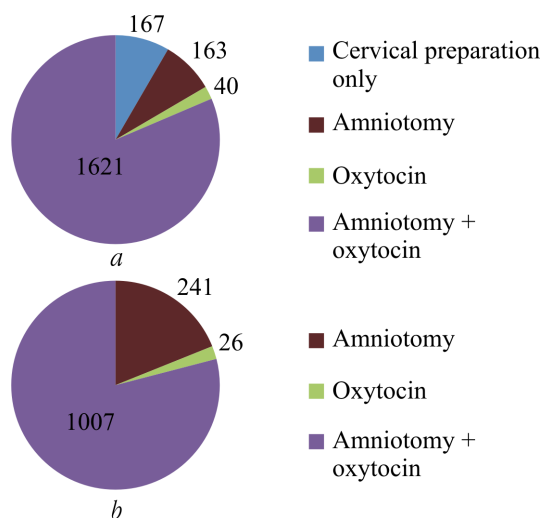 167
163
40
1621
a
Cervical preparation
only
Amniotomy
Oxytocin
Amniotomy +
oxytocin
241
26
1007
b
Amniotomy
Oxytocin
Amniotomy +
oxytocin